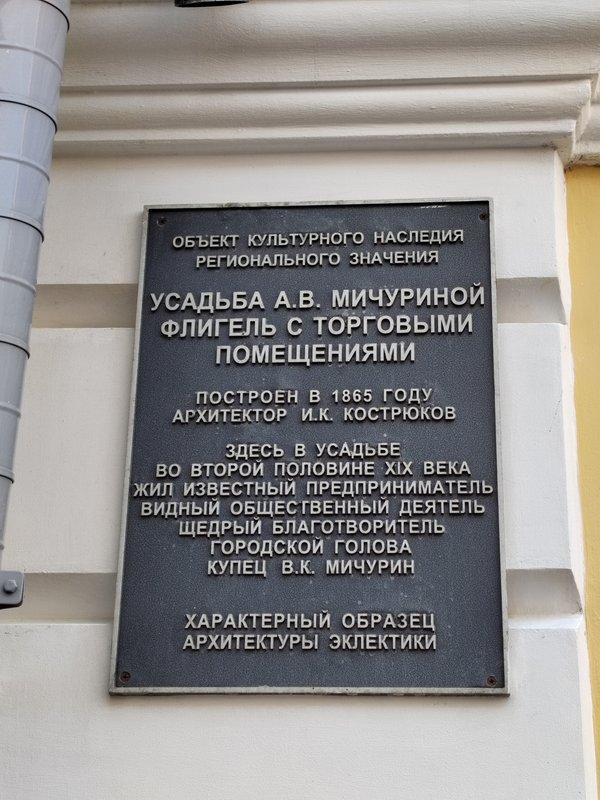 ОБЪЕКТ КУЛЬТУРНОГО НАСЛЕДИЯ
РЕГИОНАЛЬНОГО ЗНАЧЕНИЯ
УСАДЬБА А.В. МИЧУРИНОЙ
ФЛИГЕЛЬ С ТОРГОВЫМИ
ПОМЕЩЕНИЯМИ
ПОСТРОЕН В 1865 ГОДУ
АРХИТЕКТОР И.К. КОСТРЮКОВ
ЗДЕСЬ В УСАДЬБЕ
ВО ВТОРОЙ ПОЛОВИНЕ XIX ВЕКА
ЖИЛ ИЗВЕСТНЫЙ ПРЕДПРИНИМАТЕЛЬ
ВИДНЫЙ ОБЩЕСТВЕННЫЙ ДЕЯТЕЛЬ
ЩЕДРЫЙ БЛАГОТВОРИТЕЛЬ
ГОРОДСКОЙ ГОЛОВА
КУПЕЦ В.К. МИЧУРИН
ХАРАКТЕРНЫЙ ОБРАЗЕЦ
АРХИТЕКТУРЫ ЭКЛЕКТИКИ